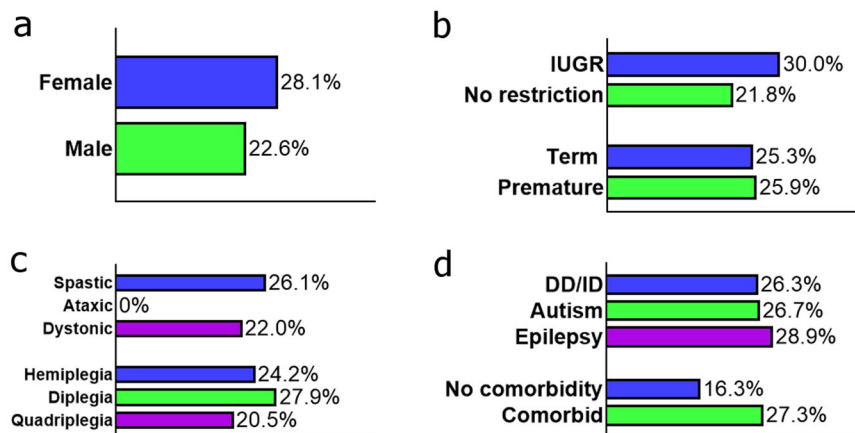 a
Female 28.1%
Male 22.6%
b
IUGR 30.0%
No restriction 21.8%
Term 25.3%
Premature 25.9%
c
Spastic 26.1%
Ataxic 0%
Dystonic 22.0%
Hemiplegia 24.2%
Diplegia 27.9%
Quadriplegia 20.5%
d
DD/ID 26.3%
Autism 26.7%
Epilepsy 28.9%
No comorbidity 16.3%
Comorbid 27.3%